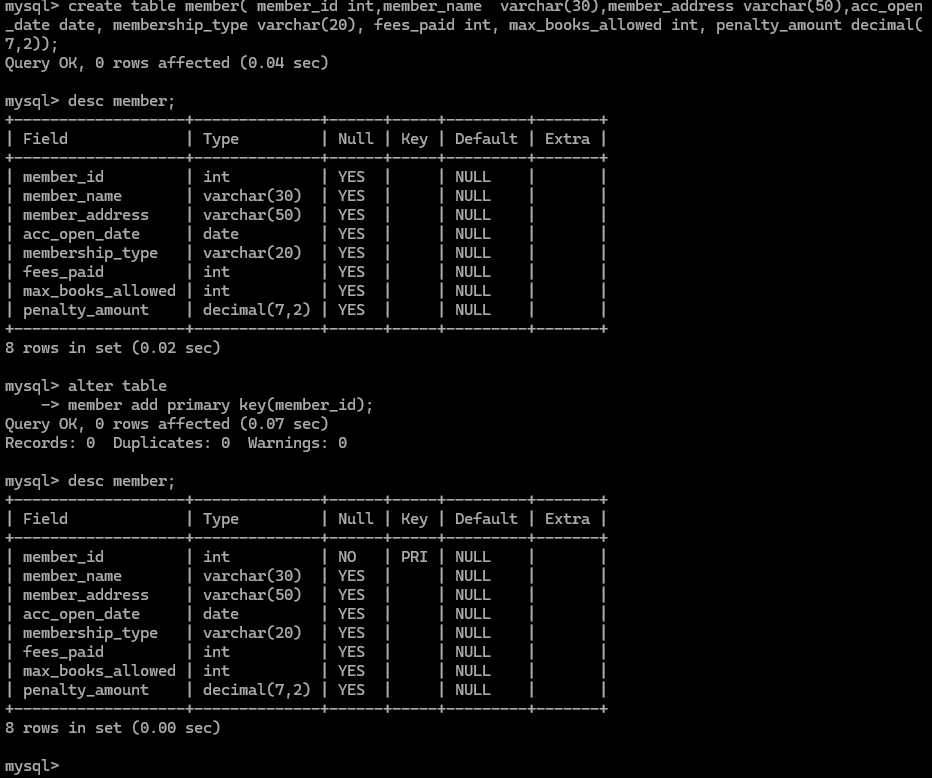 mysql> create table member( member_id int,member_name  varchar(30),member_address varchar(50),acc_open
_date date, membership_type varchar(20), fees_paid int, max_books_allowed int, penalty_amount decimal(
7,2));
Query OK, 0 rows affected (0.04 sec)

mysql> desc member;
+-------------------+--------------+------+-----+---------+-------+
| Field             | Type         | Null | Key | Default | Extra |
+-------------------+--------------+------+-----+---------+-------+
| member_id         | int          | YES  |     | NULL    |       |
| member_name       | varchar(30)  | YES  |     | NULL    |       |
| member_address    | varchar(50)  | YES  |     | NULL    |       |
| acc_open_date     | date         | YES  |     | NULL    |       |
| membership_type   | varchar(20)  | YES  |     | NULL    |       |
| fees_paid         | int          | YES  |     | NULL    |       |
| max_books_allowed | int          | YES  |     | NULL    |       |
| penalty_amount    | decimal(7,2) | YES  |     | NULL    |       |
+-------------------+--------------+------+-----+---------+-------+
8 rows in set (0.02 sec)

mysql> alter table
    -> member add primary key(member_id);
Query OK, 0 rows affected (0.07 sec)
Records: 0  Duplicates: 0  Warnings: 0

mysql> desc member;
+-------------------+--------------+------+-----+---------+-------+
| Field             | Type         | Null | Key | Default | Extra |
+-------------------+--------------+------+-----+---------+-------+
| member_id         | int          | NO   | PRI | NULL    |       |
| member_name       | varchar(30)  | YES  |     | NULL    |       |
| member_address    | varchar(50)  | YES  |     | NULL    |       |
| acc_open_date     | date         | YES  |     | NULL    |       |
| membership_type   | varchar(20)  | YES  |     | NULL    |       |
| fees_paid         | int          | YES  |     | NULL    |       |
| max_books_allowed | int          | YES  |     | NULL    |       |
| penalty_amount    | decimal(7,2) | YES  |     | NULL    |       |
+-------------------+--------------+------+-----+---------+-------+
8 rows in set (0.00 sec)

mysql>